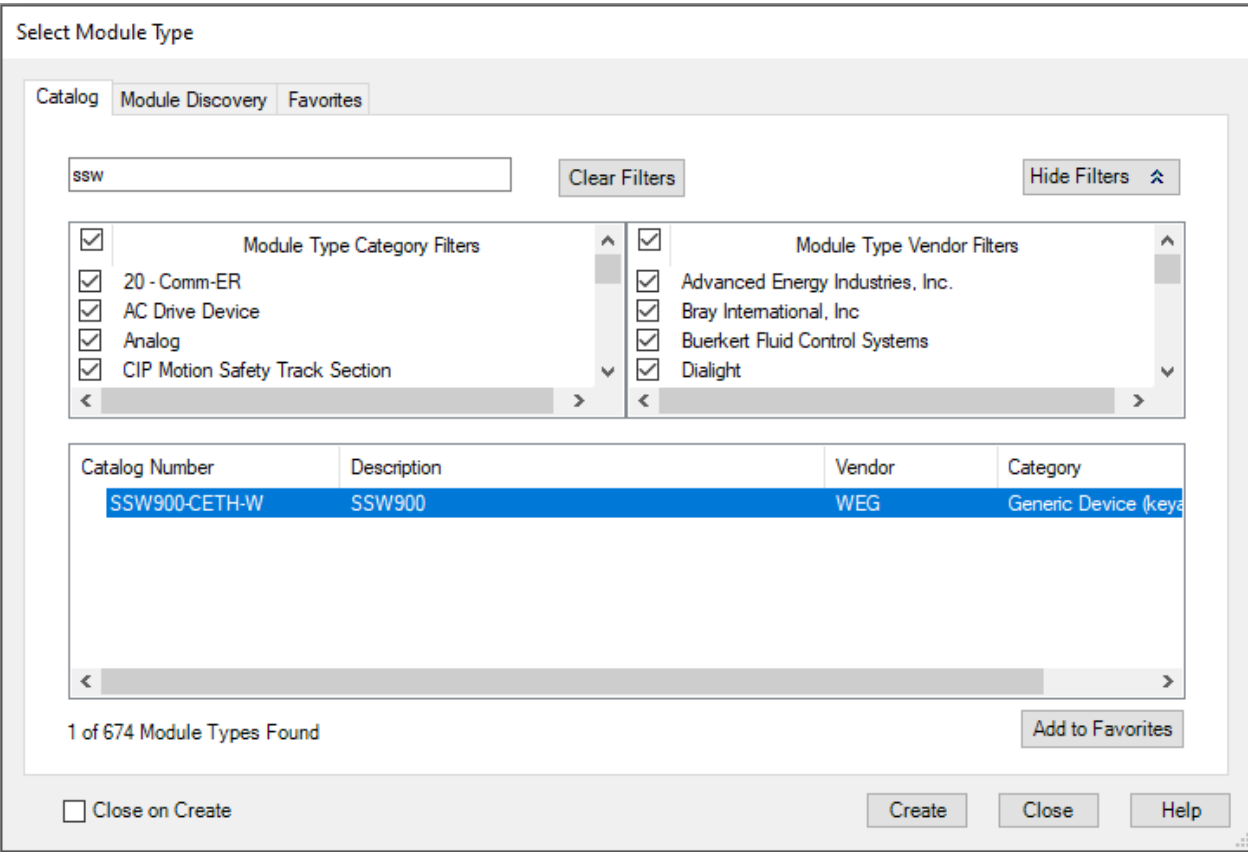 Select Module Type
Catalog Module Discovery Favorites
ssw Clear Filters Hide Filters
Module Type Category Filters
20 - Comm-ER
AC Drive Device
Analog
CIP Motion Safety Track Section
Module Type Vendor Filters
Advanced Energy Industries, Inc.
Bray International, Inc
Buerkert Fluid Control Systems
Dialight
Catalog Number Description Vendor Category
SSW900-CETH-W SSW900 WEG Generic Device (keya
1 of 674 Module Types Found Add to Favorites
Close on Create Create Close Help